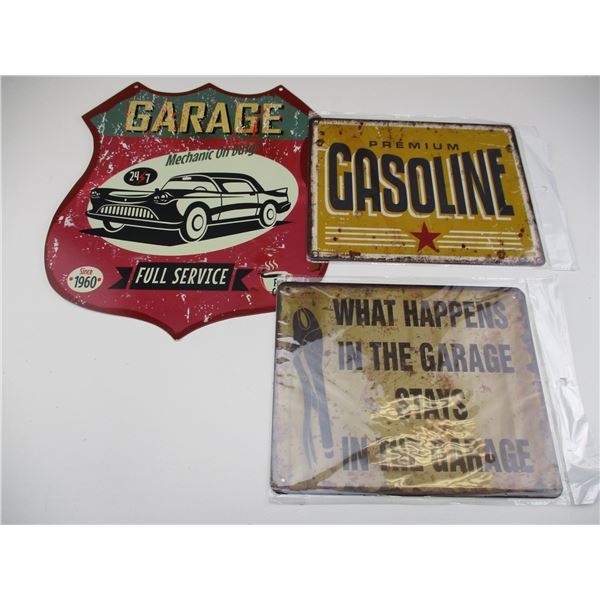 GARAGE
Mechanic On Duty
24 7
Since
1960
FULL SERVICE
PREMIUM
GASOLINE
WHAT HAPPENS
IN THE GARAGE
STAYS
IN THE GARAGE